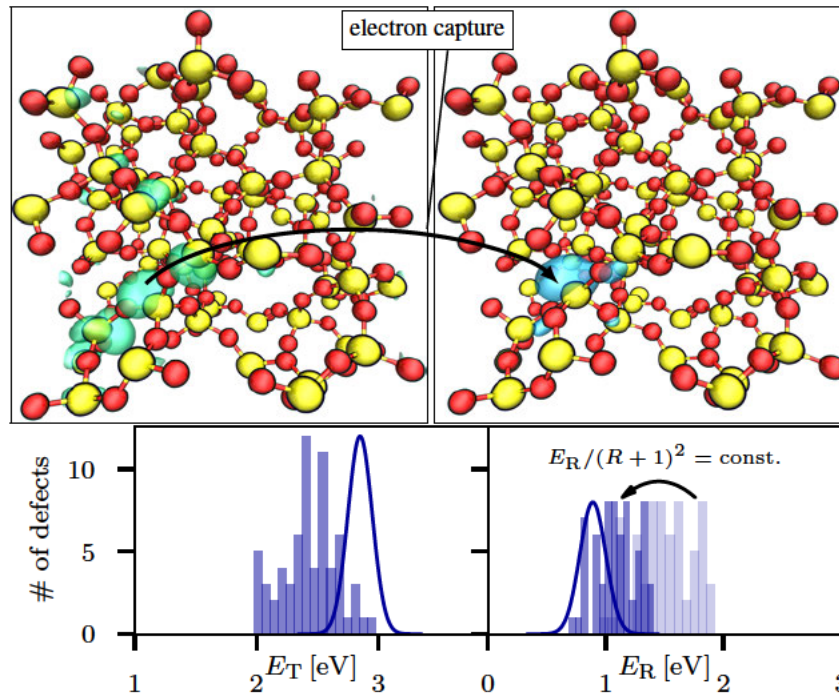 electron capture
# of defects
10
5
0
E_R/(R + 1)^2 = const.
1
2
3
E_T [eV]
0
1
2
E_R [eV]